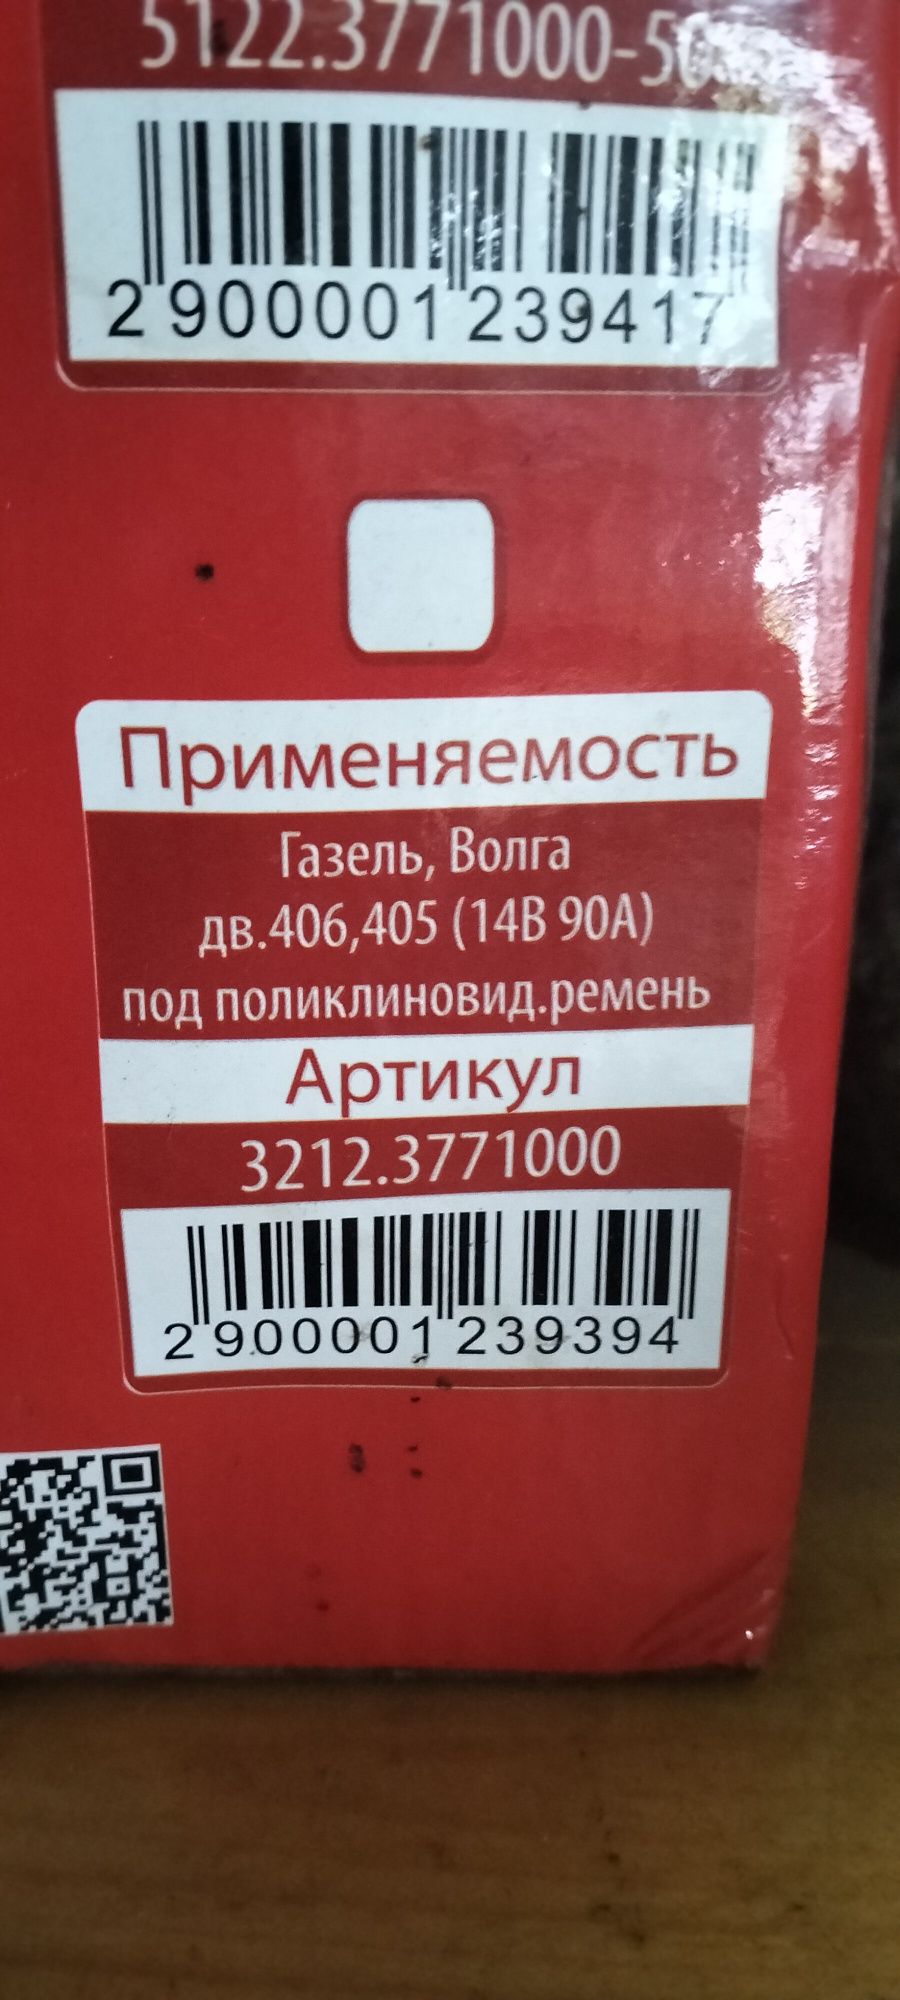 5122.3771000-50
2 900001 239417
Применяемость
Газель, Волга
дв.406,405 (14В 90А)
под поликлиновид.ремень
Артикул
3212.3771000
2 900001 239394